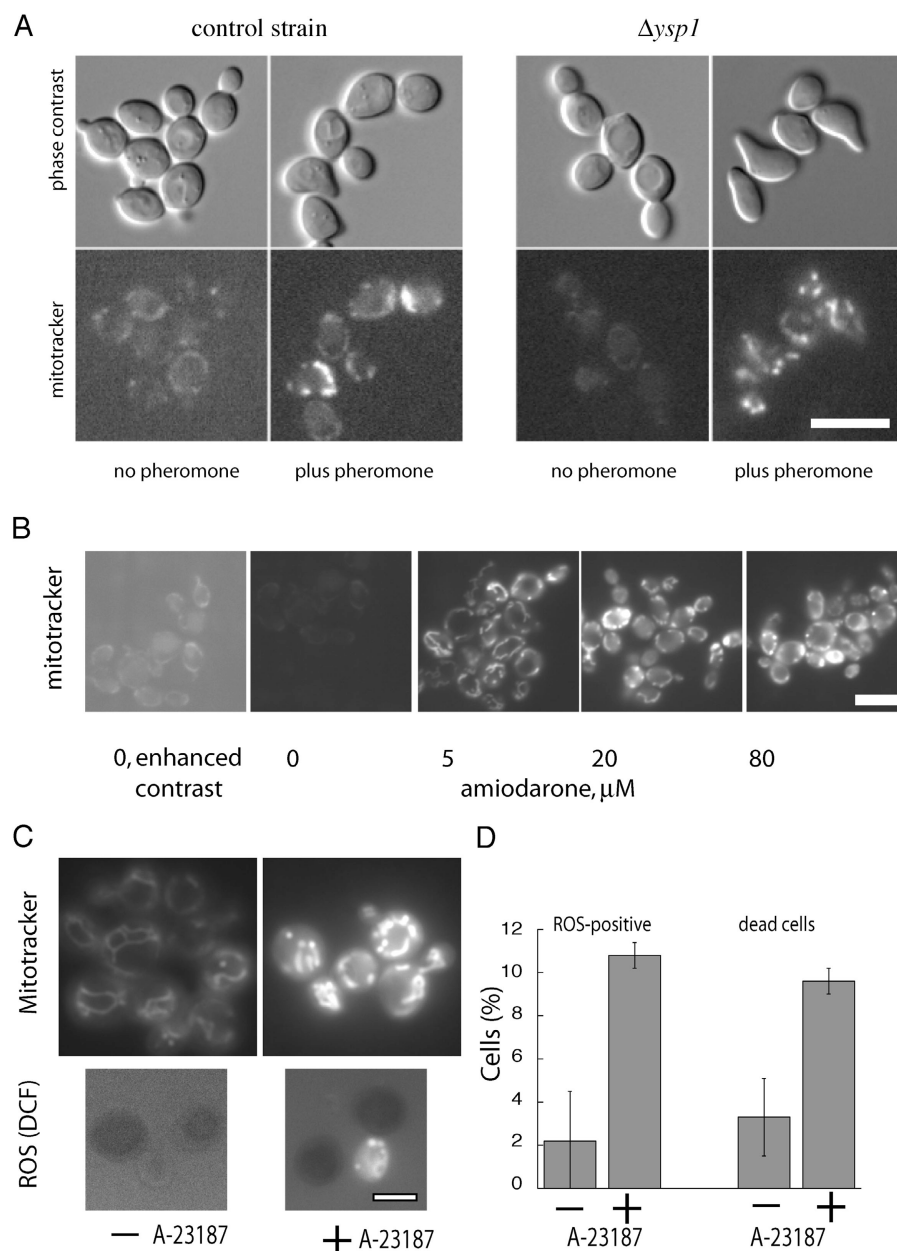 A
control strain
Δysp1
phase contrast
mitotracker
no pheromone
plus pheromone
no pheromone
plus pheromone
B
mitotracker
0, enhanced contrast
0
5
20
80
amiodarone, μM
C
Mitotracker
ROS (DCF)
— A-23187
+ A-23187
D
ROS-positive
dead cells
Cells (%)
12
10
8
6
4
2
0
— +
— +
A-23187
A-23187